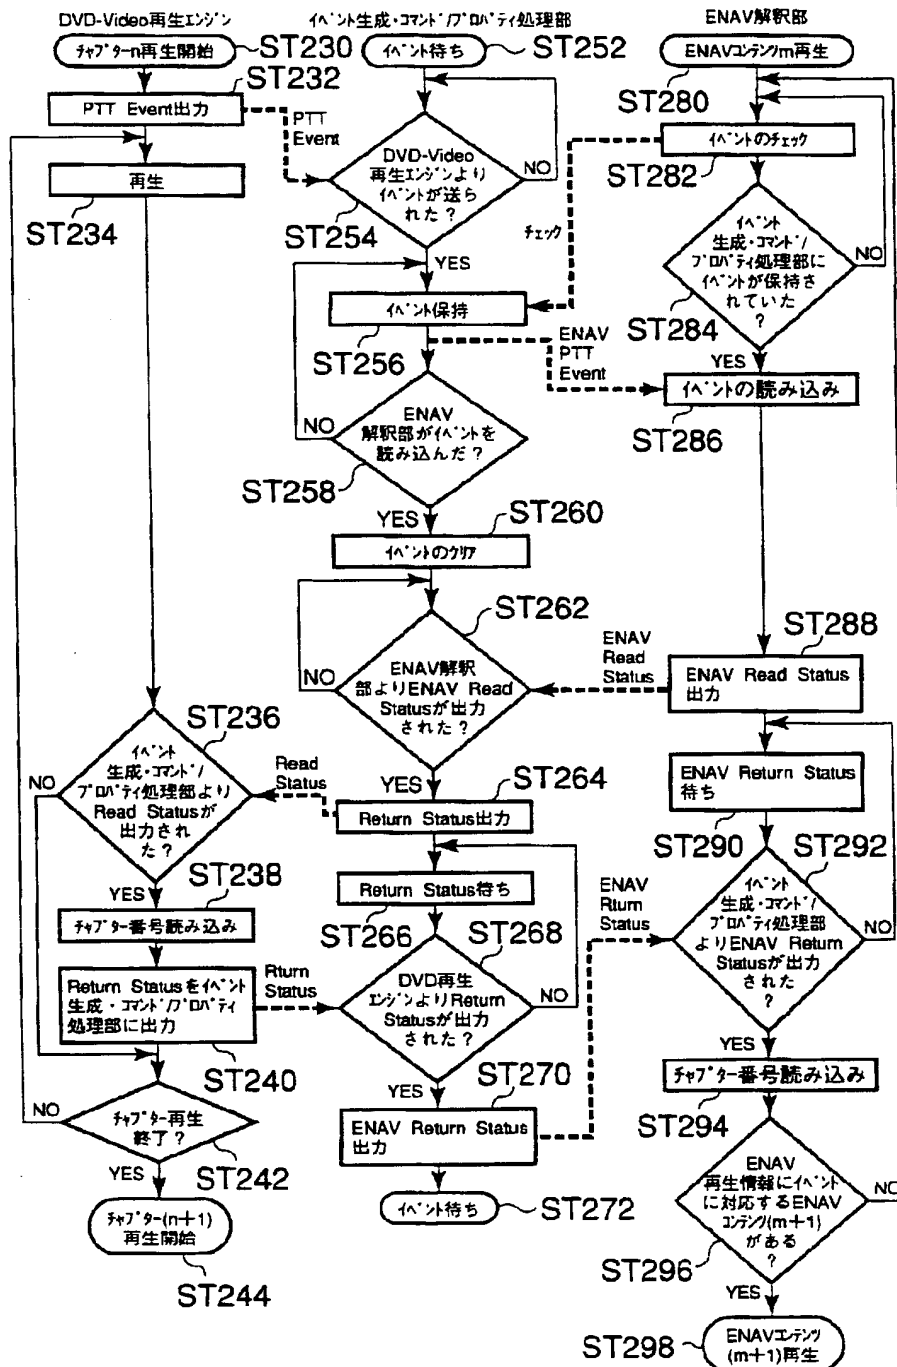 DVD-Video再生エンジン
チャプターn再生開始
ST230
ST232
PTT Event出力
PTT
Event
再生
ST234
ST236
イベント
生成・コマンド/
プロパティ処理部より
Read Statusが
出力され
た?
NO
YES
Read
Status
ST238
チャプター番号読み込み
Return Statusをイベント
生成・コマンド/プロパティ
処理部に出力
Rturn
Status
ST240
チャプター再生
終了?
NO
ST242
YES
チャプター(n+1)
再生開始
ST244
イベント生成・コマンド/プロパティ処理部
イベント待ち
ST252
DVD-Video
再生エンジンより
イベントが送ら
れた?
NO
ST254
YES
チェック
イベント保持
ST256
ENAV
PTT
Event
ENAV
解釈部がイベントを
読み込んだ?
NO
ST258
YES
ST260
イベントのクリア
ST262
ENAV解釈
部よりENAV Read
Statusが出力
された?
NO
ENAV
Read
Status
YES
ST264
Return Status出力
Return Status待ち
ST266
ST268
DVD再生
エンジンよりReturn
Statusが出力
された?
NO
YES
ST270
ENAV Return Status
出力
イベント待ち
ST272
ENAV
Rturn
Status
ENAV解釈部
ENAVコンテンツm再生
ST280
イベントのチェック
ST282
イベント
生成・コマンド/
プロパティ処理部に
イベントが保持さ
れていた
?
NO
ST284
YES
イベントの読み込み
ST286
ST288
ENAV Read Status
出力
ENAV Return Status
待ち
ST290
ST292
イベント
生成・コマンド/
プロパティ処理部
よりENAV Return
Statusが出力
された
?
NO
YES
チャプター番号読み込み
ST294
ENAV
再生情報にイベント
に対応するENAV
コンテンツ(m+1)
がある
?
NO
ST296
YES
ENAVコンテンツ
(m+1)再生
ST298